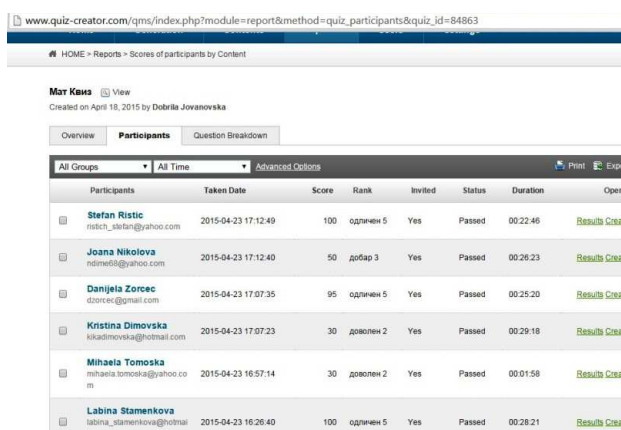 www.quiz-creator.com/qms/index.php?module=report&method=quiz_participants&quiz_id=84863
HOME > Reports > Scores of participants by Content
Мат Квиз View
Created on April 18, 2015 by Dobrila Jovanovska
Overview Participants Question Breakdown
All Groups All Time Advanced Options Print
Participants Taken Date Score Rank Invited Status Duration
Stefan Ristic
ristich_stefan@yahoo.com 2015-04-23 17:12:49 100 одличен 5 Yes Passed 00:22:46 Results
Joana Nikolova
ndime68@yahoo.com 2015-04-23 17:12:40 50 добар 3 Yes Passed 00:26:23 Results
Danijela Zorcec
dzorcec@gmail.com 2015-04-23 17:07:35 95 одличен 5 Yes Passed 00:25:20 Results
Kristina Dimovska
kikadimovska@hotmail.com 2015-04-23 17:07:23 30 доволен 2 Yes Passed 00:29:18 Results
Mihaela Tomoska
mihaela.tomoska@yahoo.co
m 2015-04-23 16:57:14 30 доволен 2 Yes Passed 00:01:58 Results
Labina Stamenkova
labina_stamenkova@hotmai 2015-04-23 16:26:40 100 одличен 5 Yes Passed 00:28:21 Results